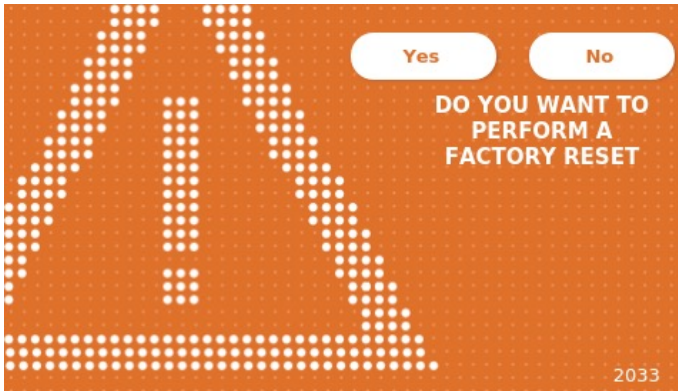 Yes No
DO YOU WANT TO
PERFORM A
FACTORY RESET
2033